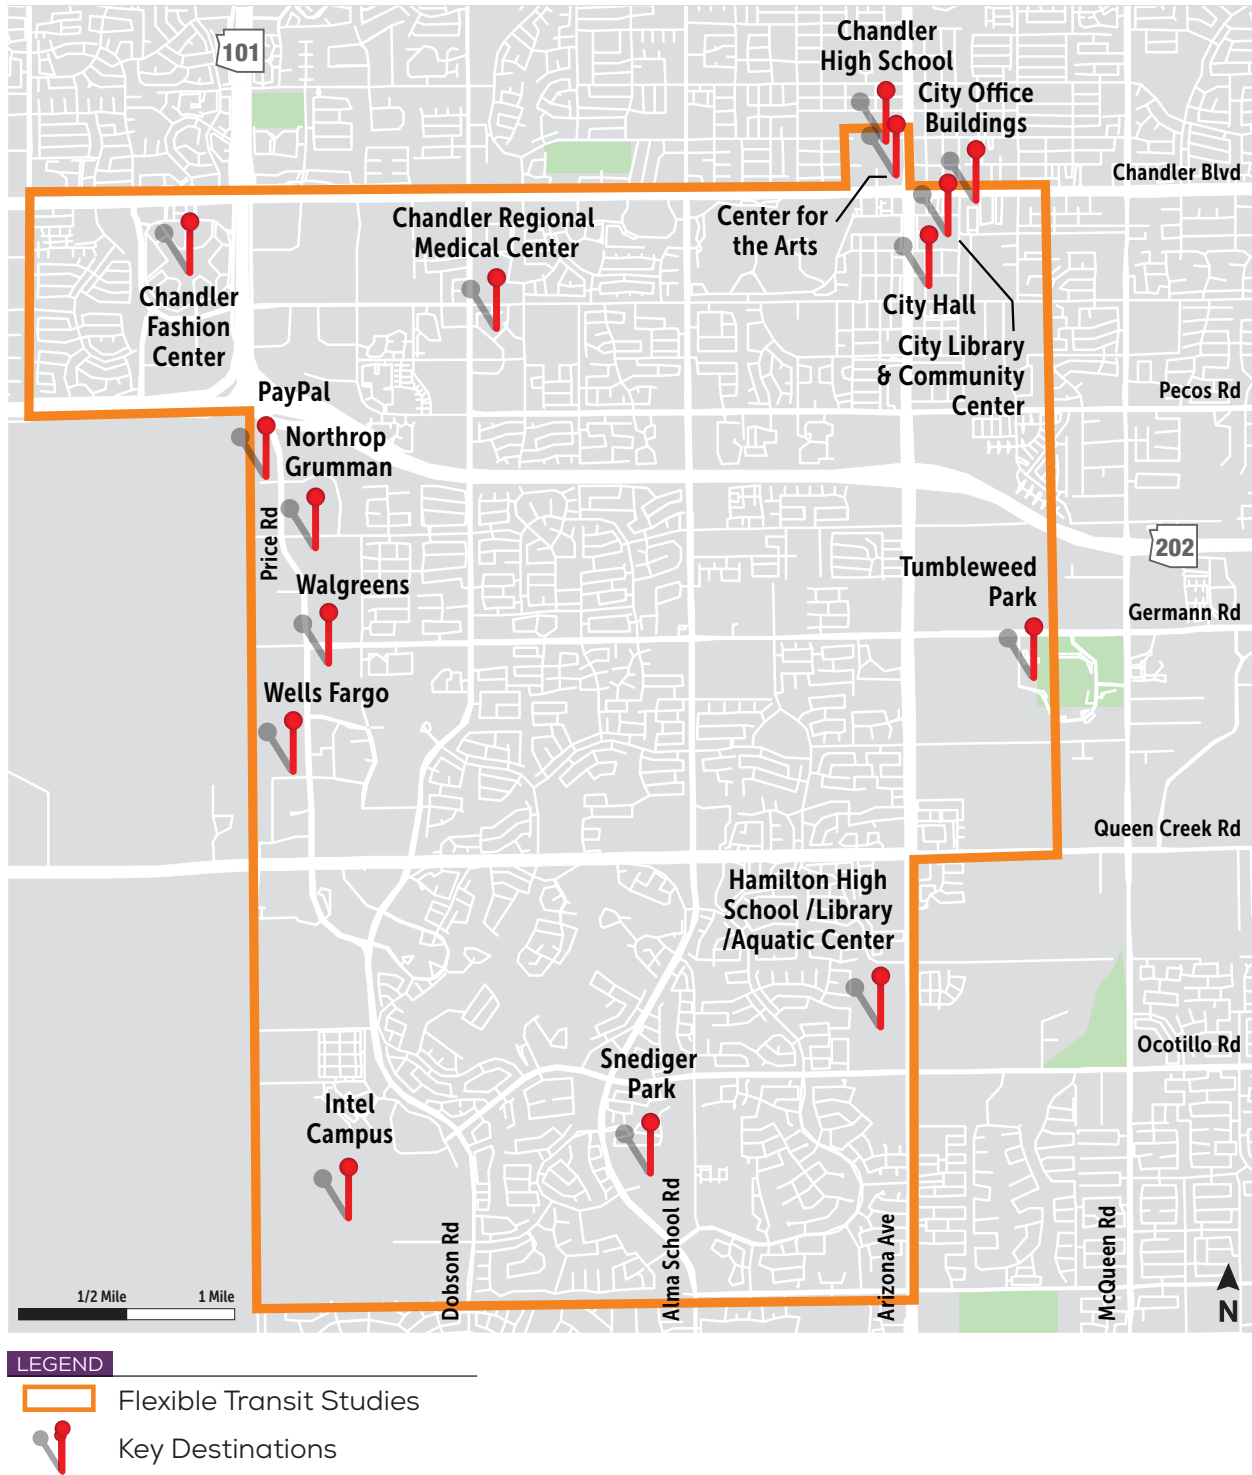 101
Chandler
High School
City Office
Buildings
Chandler Blvd
Chandler Regional
Medical Center
Center for
the Arts
Chandler
Fashion
Center
City Hall
City Library
& Community
Center
PayPal
Pecos Rd
Northrop
Grumman
Price Rd
202
Tumbleweed
Park
Walgreens
Germann Rd
Wells Fargo
Queen Creek Rd
Hamilton High
School /Library
/Aquatic Center
Ocotillo Rd
Snediger
Park
Intel
Campus
Dobson Rd
Alma School Rd
Arizona Ave
McQueen Rd
1/2 Mile
1 Mile
N
LEGEND
Flexible Transit Studies
Key Destinations